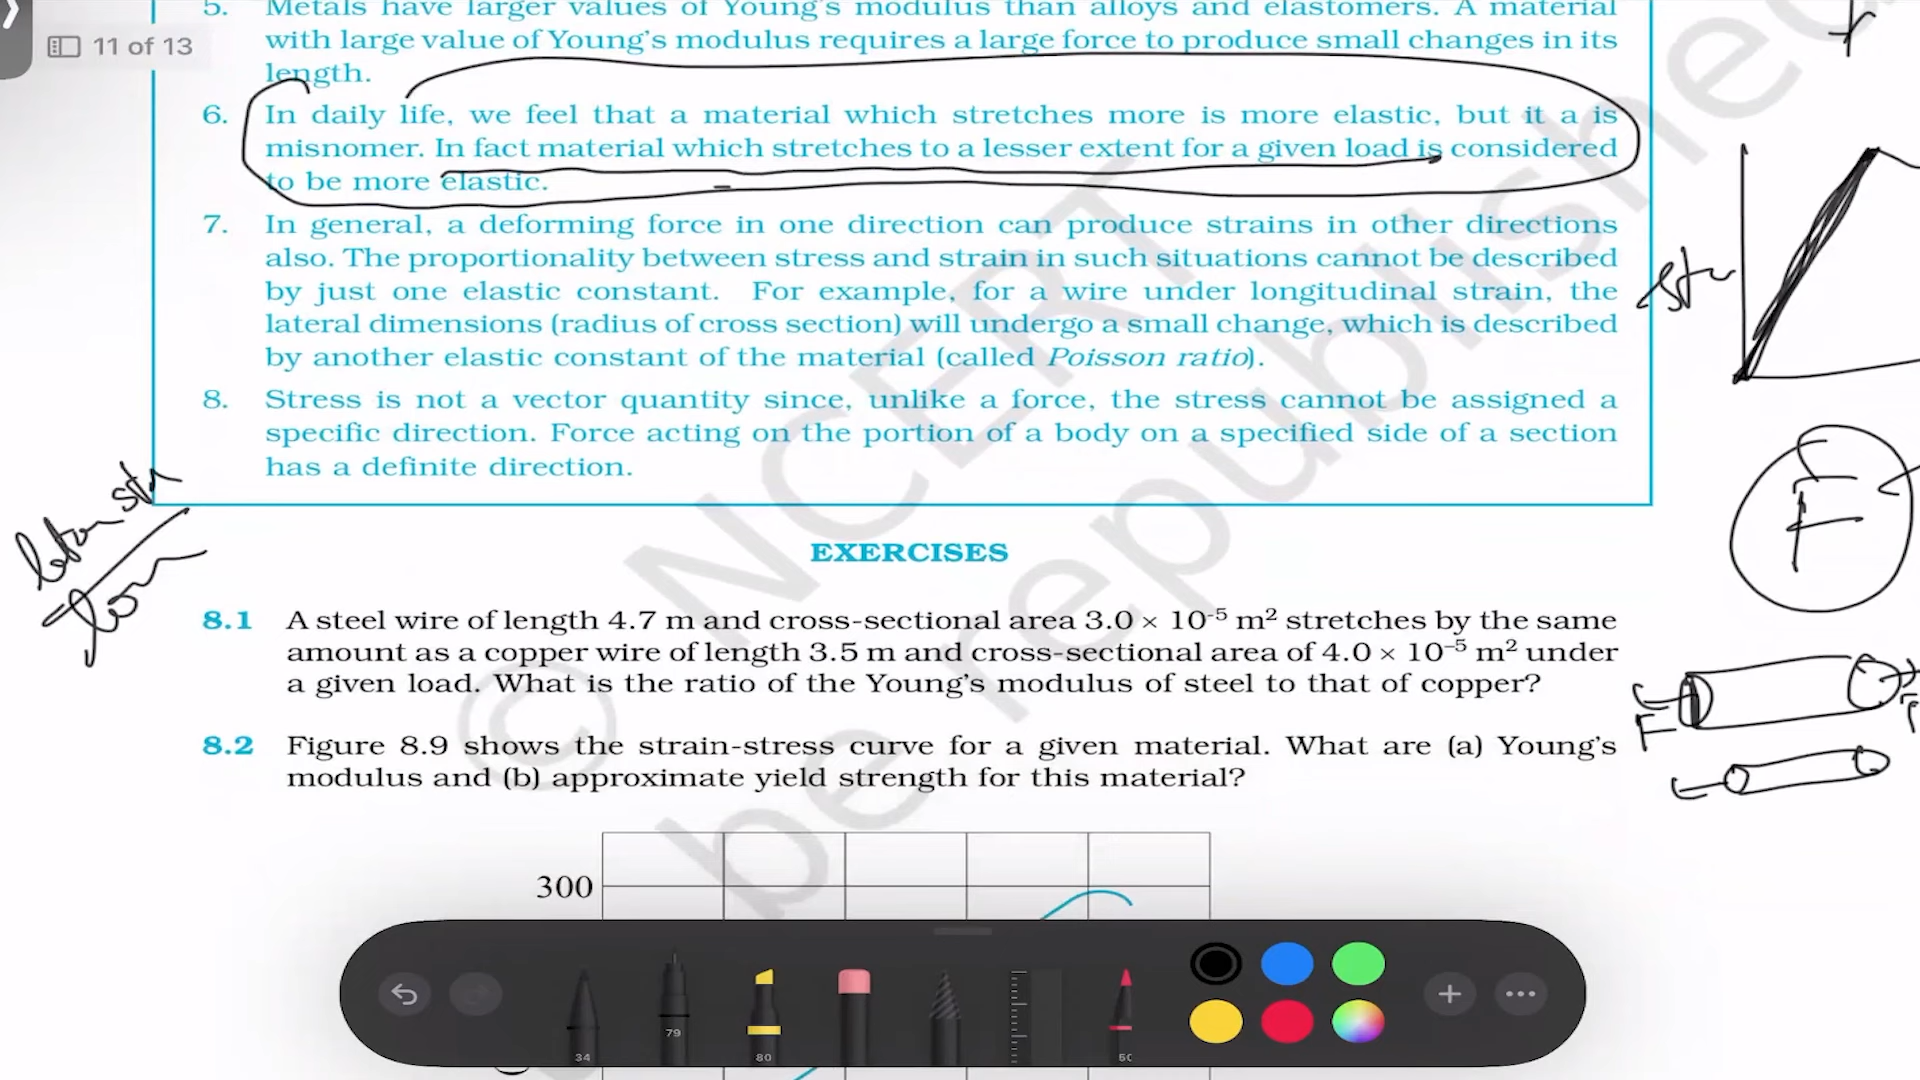 11 of 13
5. Metals have larger values of Young's modulus than alloys and elastomers. A material
with large value of Young's modulus requires a large force to produce small changes in its
length.
6. In daily life, we feel that a material which stretches more is more elastic, but it a is
misnomer. In fact material which stretches to a lesser extent for a given load is considered
to be more elastic.
7. In general, a deforming force in one direction can produce strains in other directions
also. The proportionality between stress and strain in such situations cannot be described
by just one elastic constant. For example, for a wire under longitudinal strain, the
lateral dimensions (radius of cross section) will undergo a small change, which is described
by another elastic constant of the material (called Poisson ratio).
8. Stress is not a vector quantity since, unlike a force, the stress cannot be assigned a
specific direction. Force acting on the portion of a body on a specified side of a section
has a definite direction.
EXERCISES
8.1 A steel wire of length 4.7 m and cross-sectional area 3.0 × 10⁻⁵ m² stretches by the same
amount as a copper wire of length 3.5 m and cross-sectional area of 4.0 × 10⁻⁵ m² under
a given load. What is the ratio of the Young's modulus of steel to that of copper?
8.2 Figure 8.9 shows the strain-stress curve for a given material. What are (a) Young's
modulus and (b) approximate yield strength for this material?
300
© NCERT
be republished
F
F
34
79
80